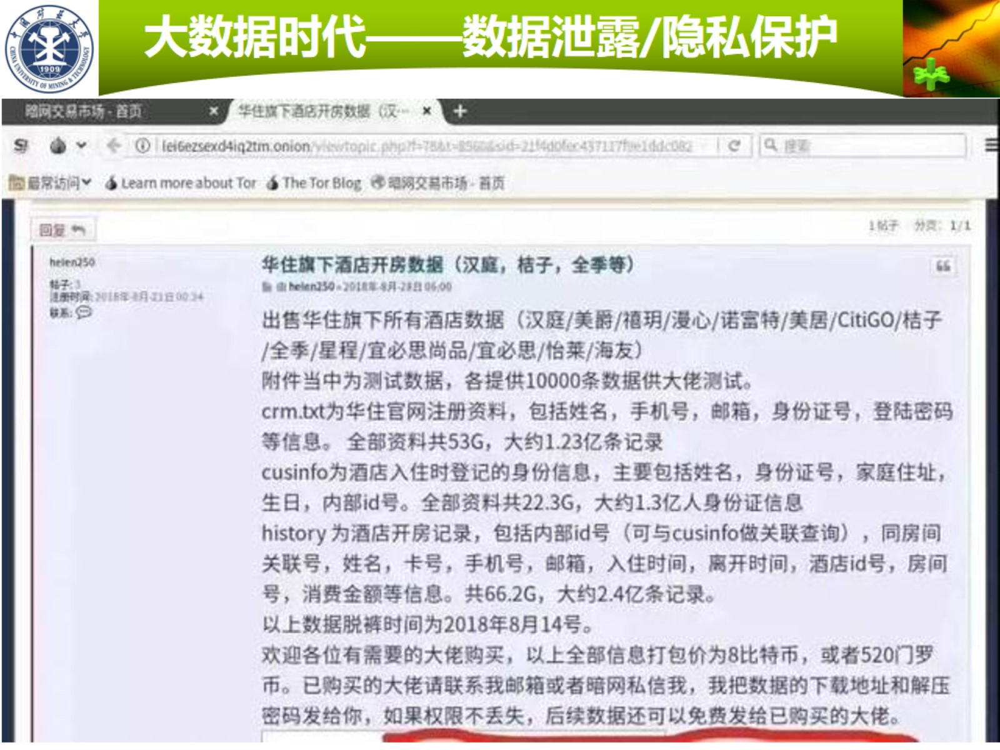 中国矿业大学
CHINA UNIVERSITY OF MINING & TECHNOLOGY
1909
大数据时代——数据泄露/隐私保护
暗网交易市场 - 首页
华住旗下酒店开房数据（汉…
lei6ezsexd4iq2tm.onion/viewtopic.php?f=78&t=8560&sid=
搜索
最常访问
Learn more about Tor
The Tor Blog
暗网交易市场 - 首页
回复
1帖子 分页：1/1
helen250
帖子: 3
注册时间: 2018年-8月-21日 00:34
联系:
华住旗下酒店开房数据（汉庭，桔子，全季等）
由 helen250 » 2018年-8月-28日 06:00
出售华住旗下所有酒店数据（汉庭/美爵/禧玥/漫心/诺富特/美居/CitiGO/桔子
/全季/星程/宜必思尚品/宜必思/怡莱/海友）
附件当中为测试数据，各提供10000条数据供大佬测试。
crm.txt为华住官网注册资料，包括姓名，手机号，邮箱，身份证号，登陆密码
等信息。 全部资料共53G，大约1.23亿条记录
cusinfo为酒店入住时登记的身份信息，主要包括姓名，身份证号，家庭住址，
生日，内部id号。全部资料共22.3G，大约1.3亿人身份证信息
history 为酒店开房记录，包括内部id号（可与cusinfo做关联查询），同房间
关联号，姓名，卡号，手机号，邮箱，入住时间，离开时间，酒店id号，房间
号，消费金额等信息。共66.2G，大约2.4亿条记录。
以上数据脱裤时间为2018年8月14号。
欢迎各位有需要的大佬购买，以上全部信息打包价为8比特币，或者520门罗
币。已购买的大佬请联系我邮箱或者暗网私信我，我把数据的下载地址和解压
密码发给你，如果权限不丢失，后续数据还可以免费发给已购买的大佬。